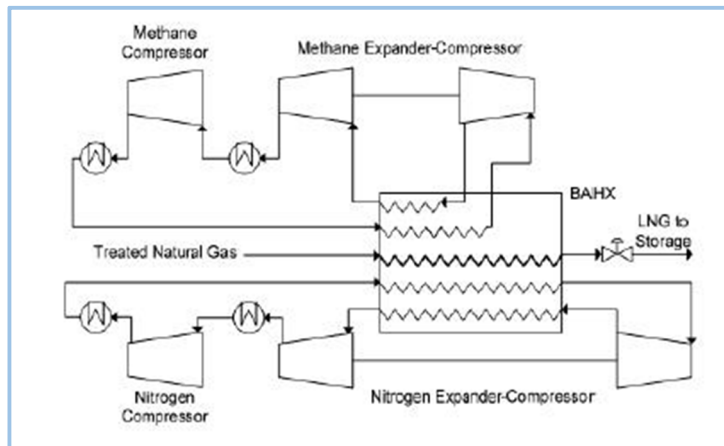 Methane
Compressor
Methane Expander-Compressor
BAHX
LNG to
Storage
Treated Natural Gas
Nitrogen
Compressor
Nitrogen Expander-Compressor